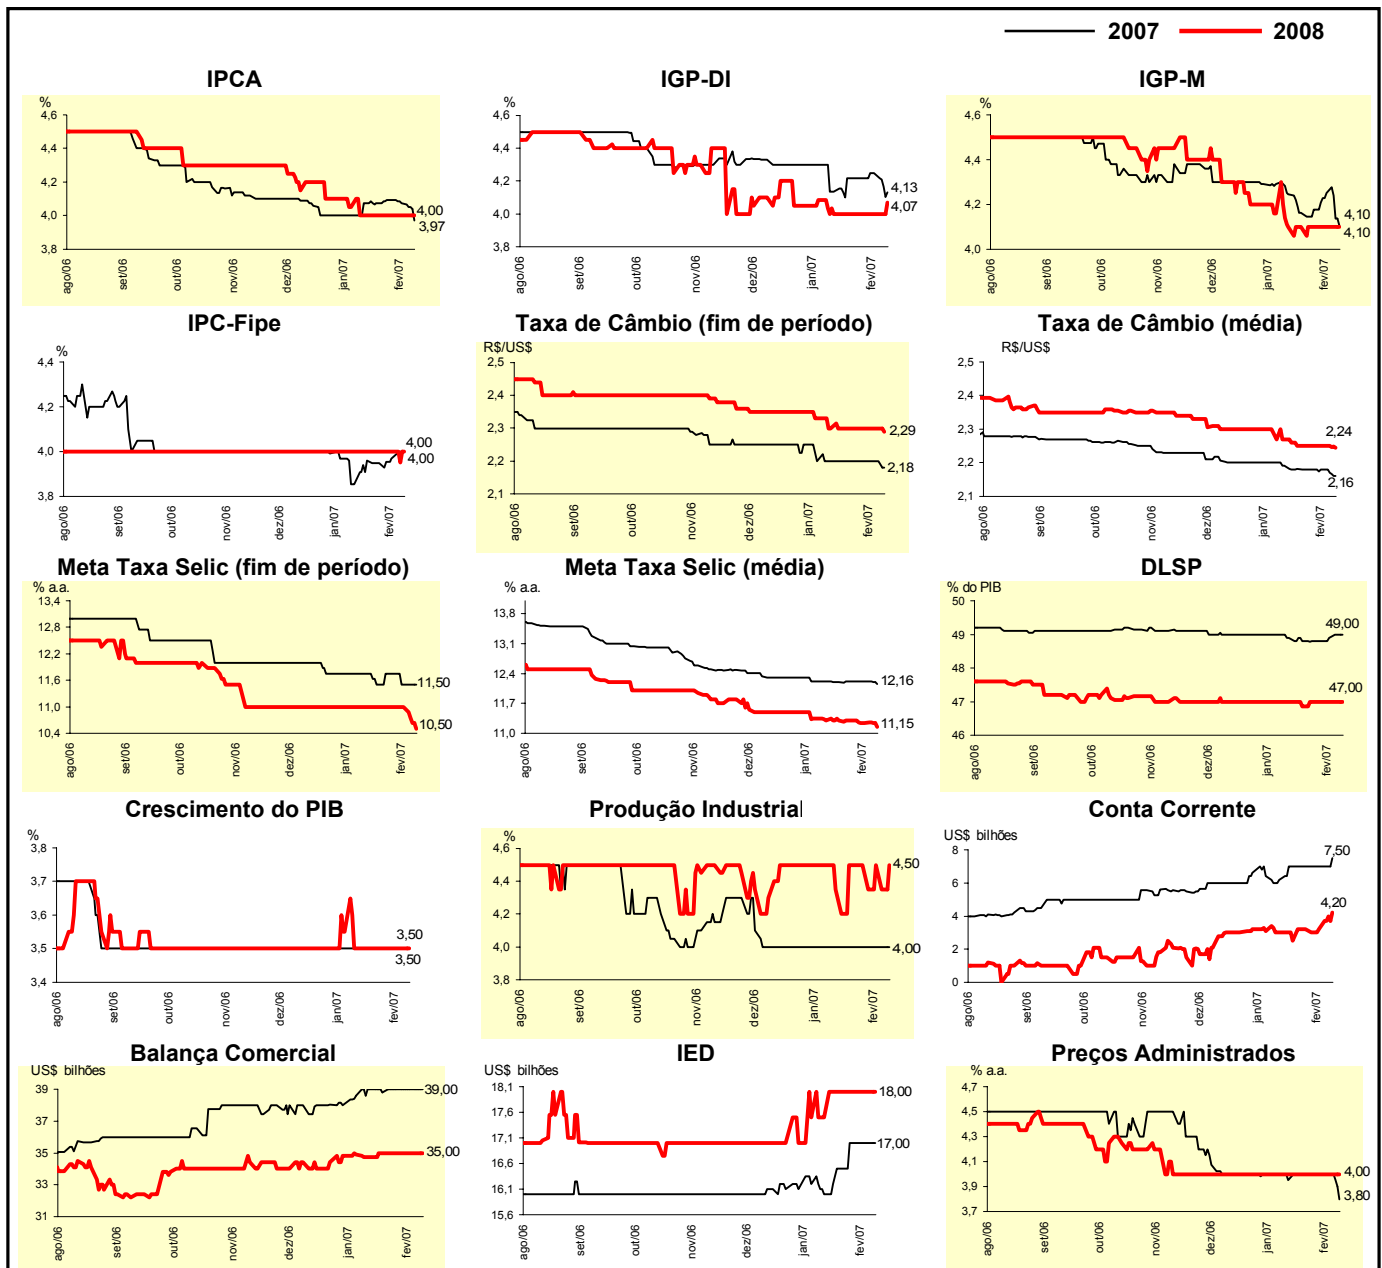 2007 2008
IPCA
%
4,6
4,4
4,2
4,0
3,8
4,00
3,97
ago/06 set/06 out/06 nov/06 dez/06 jan/07 fev/07
IGP-DI
%
4,6
4,4
4,2
4,0
3,8
4,13
4,07
ago/06 set/06 out/06 nov/06 dez/06 jan/07 fev/07
IGP-M
%
4,6
4,4
4,2
4,0
4,10
4,10
ago/06 set/06 out/06 nov/06 dez/06 jan/07 fev/07
IPC-Fipe
%
4,4
4,2
4,0
3,8
4,00
4,00
ago/06 set/06 out/06 nov/06 dez/06 jan/07 fev/07
Taxa de Câmbio (fim de período)
R$/US$
2,5
2,4
2,3
2,2
2,1
2,29
2,18
ago/06 set/06 out/06 nov/06 dez/06 jan/07 fev/07
Taxa de Câmbio (média)
R$/US$
2,5
2,4
2,3
2,2
2,1
2,24
2,16
ago/06 set/06 out/06 nov/06 dez/06 jan/07 fev/07
Meta Taxa Selic (fim de período)
% a.a.
13,4
12,8
12,2
11,6
11,0
10,4
11,50
10,50
ago/06 set/06 out/06 nov/06 dez/06 jan/07 fev/07
Meta Taxa Selic (média)
% a.a.
13,8
13,1
12,4
11,7
11,0
12,16
11,15
ago/06 set/06 out/06 nov/06 dez/06 jan/07 fev/07
DLSP
% do PIB
50
49
48
47
46
49,00
47,00
ago/06 set/06 out/06 nov/06 dez/06 jan/07 fev/07
Crescimento do PIB
%
3,8
3,7
3,6
3,5
3,4
3,50
3,50
ago/06 set/06 out/06 nov/06 dez/06 jan/07 fev/07
Produção Industrial
%
4,6
4,4
4,2
4,0
3,8
4,50
4,00
ago/06 set/06 out/06 nov/06 dez/06 jan/07 fev/07
Conta Corrente
US$ bilhões
8
6
4
2
0
7,50
4,20
ago/06 set/06 out/06 nov/06 dez/06 jan/07 fev/07
Balança Comercial
US$ bilhões
39
37
35
33
31
39,00
35,00
ago/06 set/06 out/06 nov/06 dez/06 jan/07 fev/07
IED
US$ bilhões
18,1
17,6
17,1
16,6
16,1
15,6
18,00
17,00
ago/06 set/06 out/06 nov/06 dez/06 jan/07 fev/07
Preços Administrados
% a.a.
4,7
4,5
4,3
4,1
3,9
3,7
4,00
3,80
ago/06 set/06 out/06 nov/06 dez/06 jan/07 fev/07